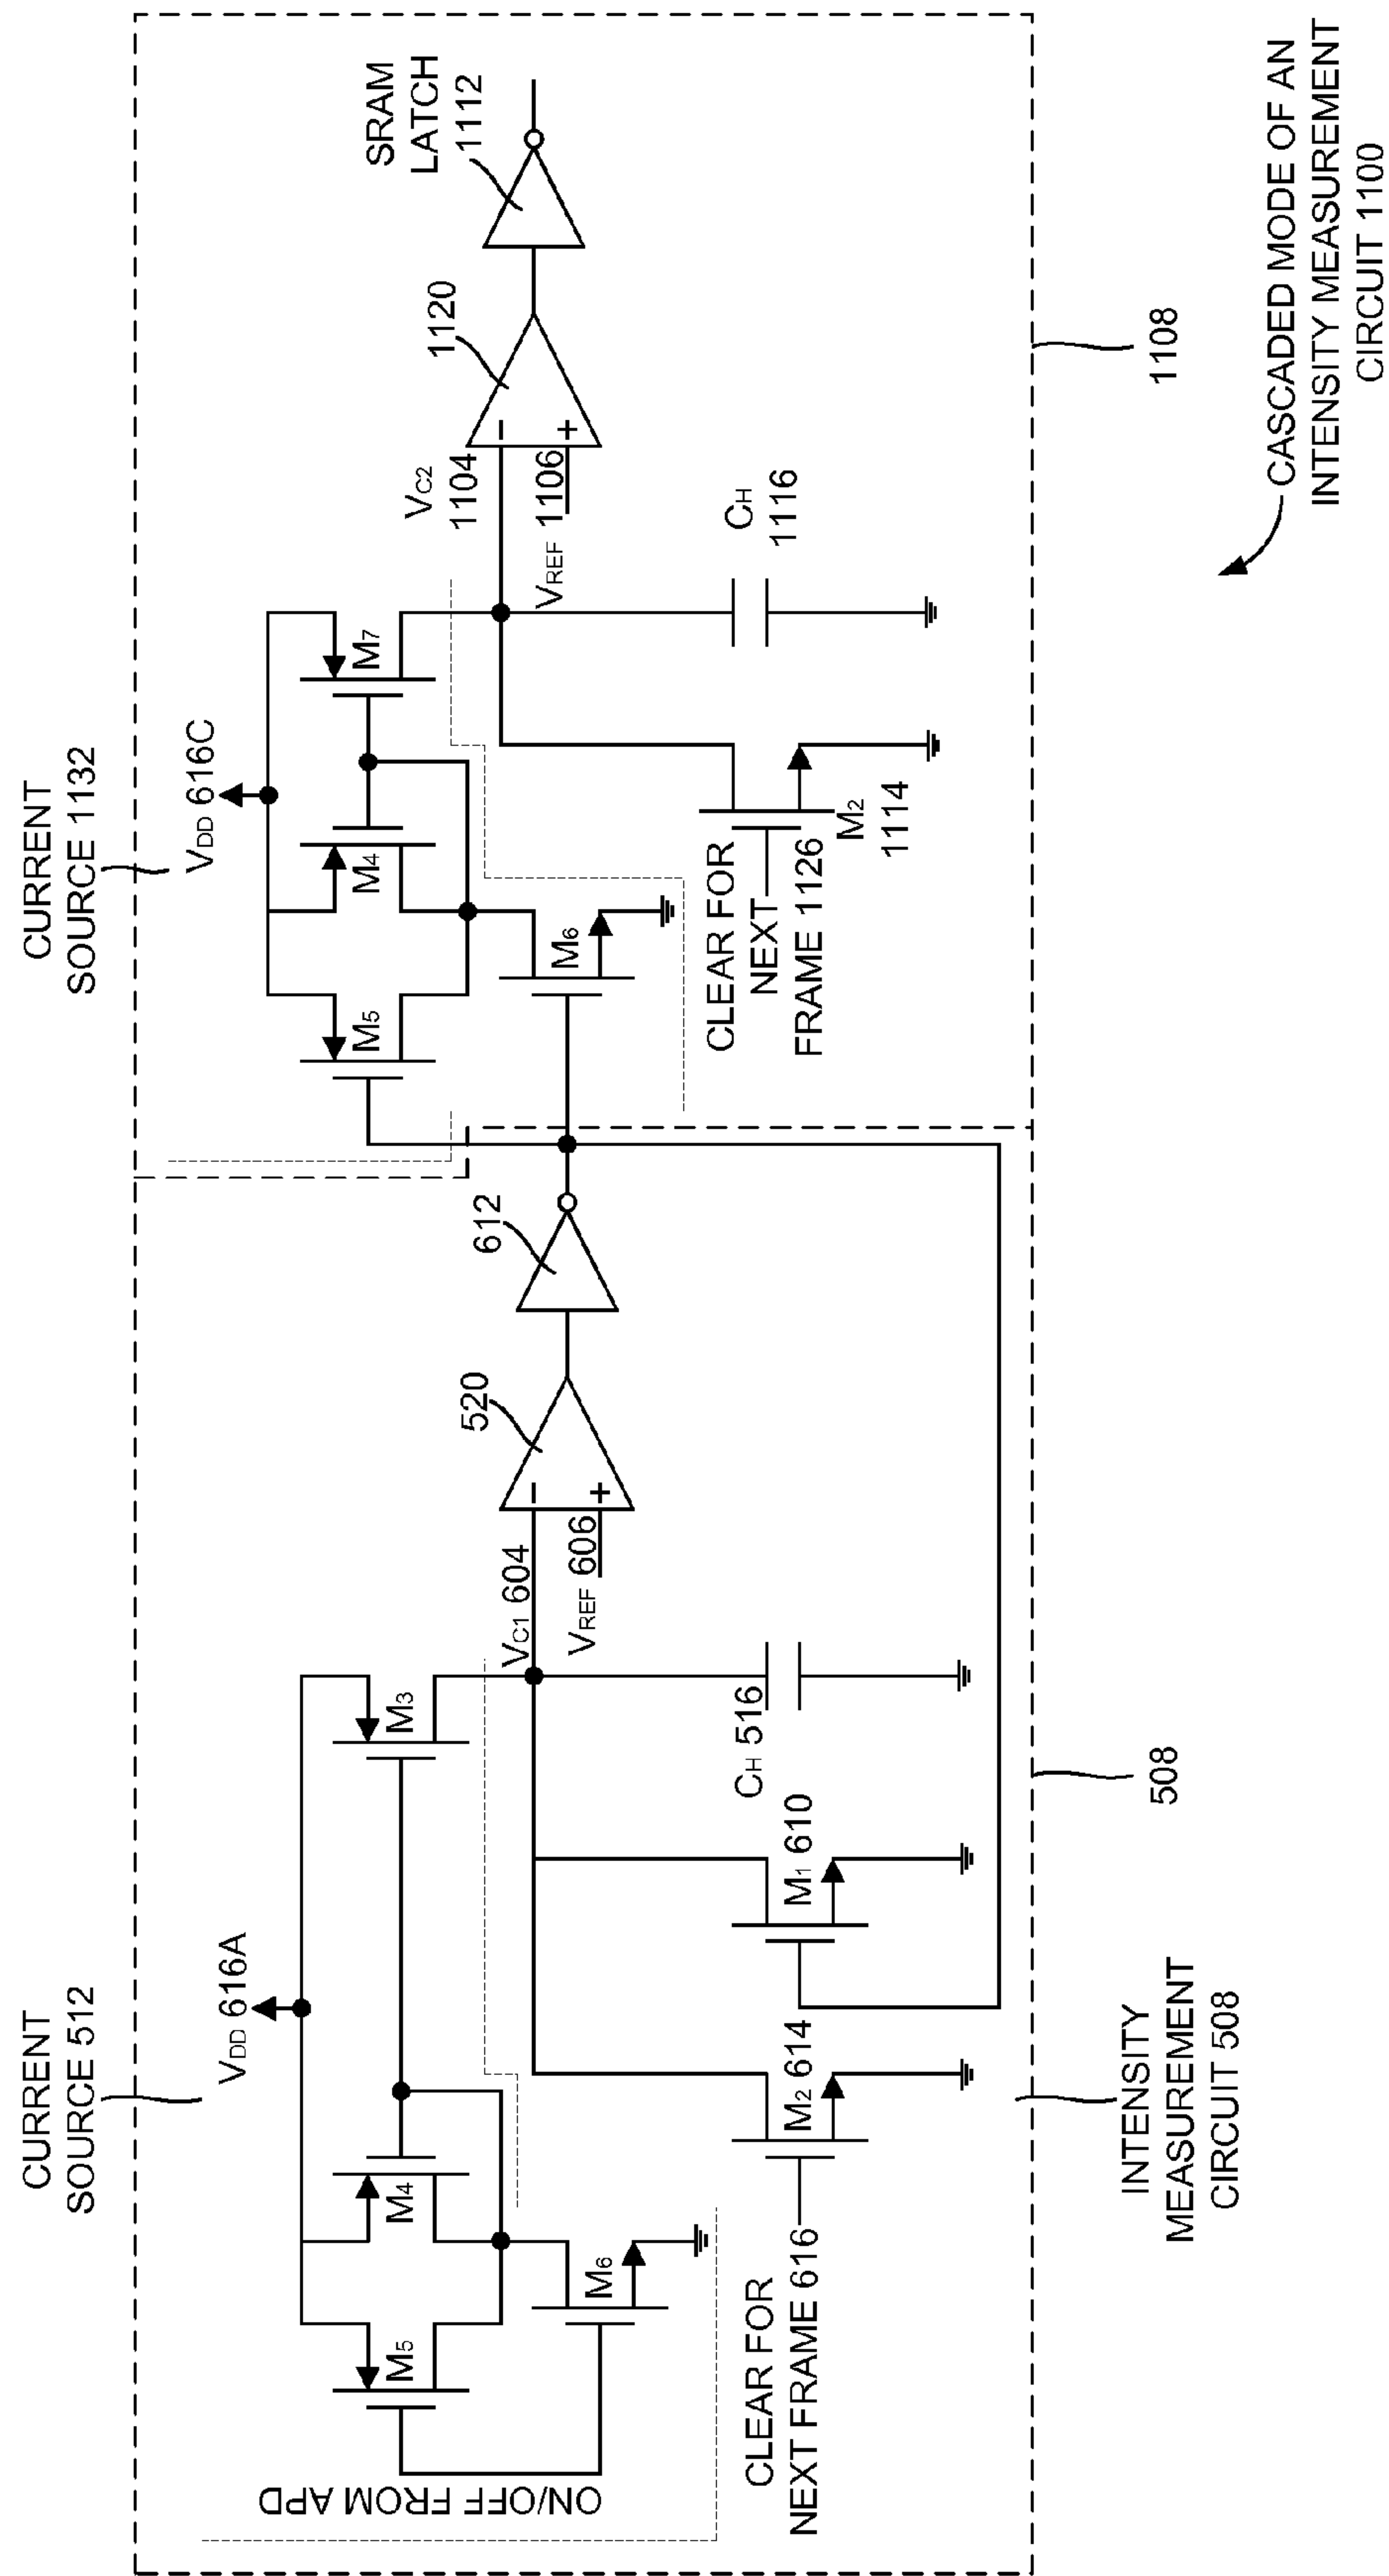 CURRENT
SOURCE 512
VDD 616A
ON/OFF FROM APD
M5
M4
M6
M3
VC1 604
VREF 606
CLEAR FOR
NEXT FRAME 616
M2 614
M1 610
CH 516
520
612
−
+
INTENSITY
MEASUREMENT
CIRCUIT 508
508
CURRENT
SOURCE 1132
VDD 616C
M5
M4
M6
M7
VC2
1104
VREF 1106
−
+
1120
SRAM
LATCH
1112
CLEAR FOR
NEXT
FRAME 1126
M2
1114
CH
1116
1108
CASCADED MODE OF AN
INTENSITY MEASUREMENT
CIRCUIT 1100